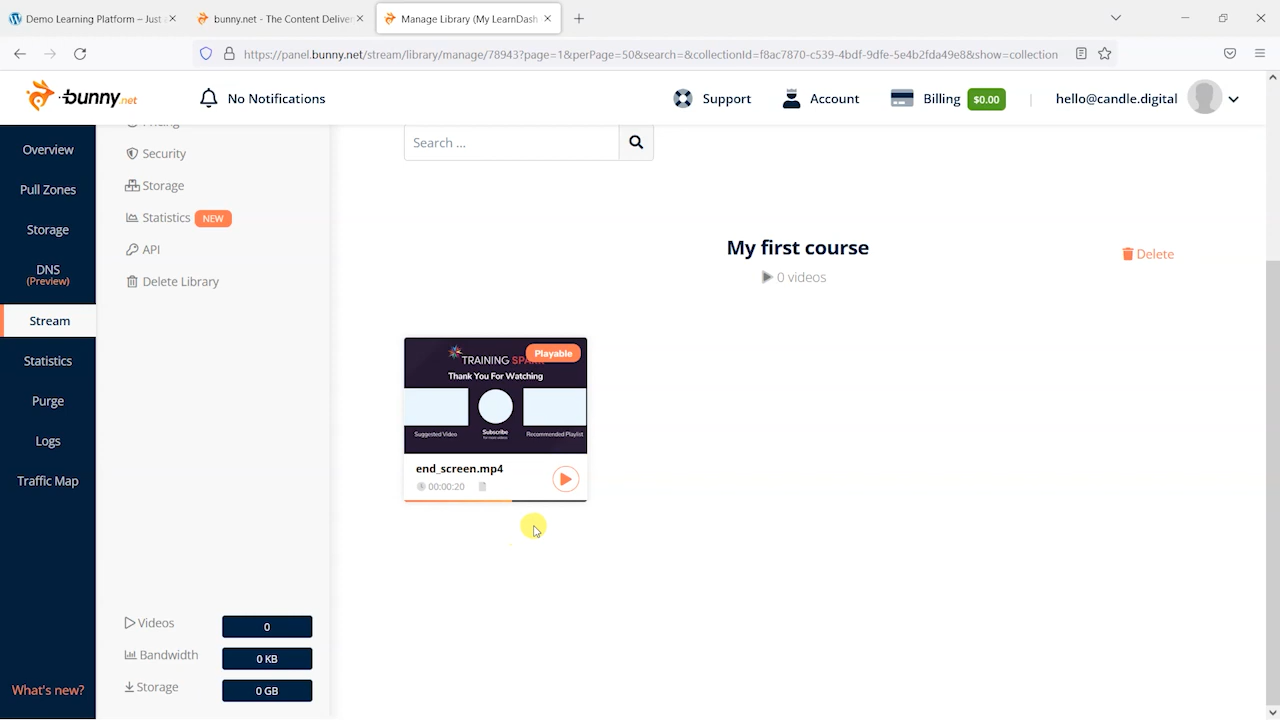 Demo Learning Platform – Just
bunny.net - The Content Deliver
Manage Library (My LearnDash
https://panel.bunny.net/stream/library/manage/78943?page=1&perPage=50&search=&collectionId=f8ac7870-c539-4bdf-9dfe-5e4b2fda49e8&show=collection
bunny.net
No Notifications
Support
Account
Billing
$0.00
hello@candle.digital
Overview
Pull Zones
Storage
DNS
(Preview)
Stream
Statistics
Purge
Logs
Traffic Map
What's new?
Pricing
Security
Storage
Statistics NEW
API
Delete Library
Videos 0
Bandwidth 0 KB
Storage 0 GB
Search ...
My first course
0 videos
Delete
Playable
TRAINING
Thank You For Watching
Suggested Video
Subscribe
for more videos
Recommended Playlist
end_screen.mp4
00:00:20